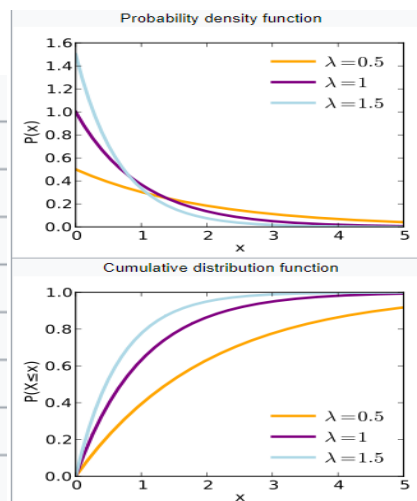 Probability density function
1.6
1.4
1.2
1.0
0.8
0.6
0.4
0.2
0.0
P(x)
λ=0.5
λ=1
λ=1.5
0 1 2 3 4 5
x
Cumulative distribution function
1.0
0.8
0.6
0.4
0.2
0.0
P(X≤x)
λ=0.5
λ=1
λ=1.5
0 1 2 3 4 5
x